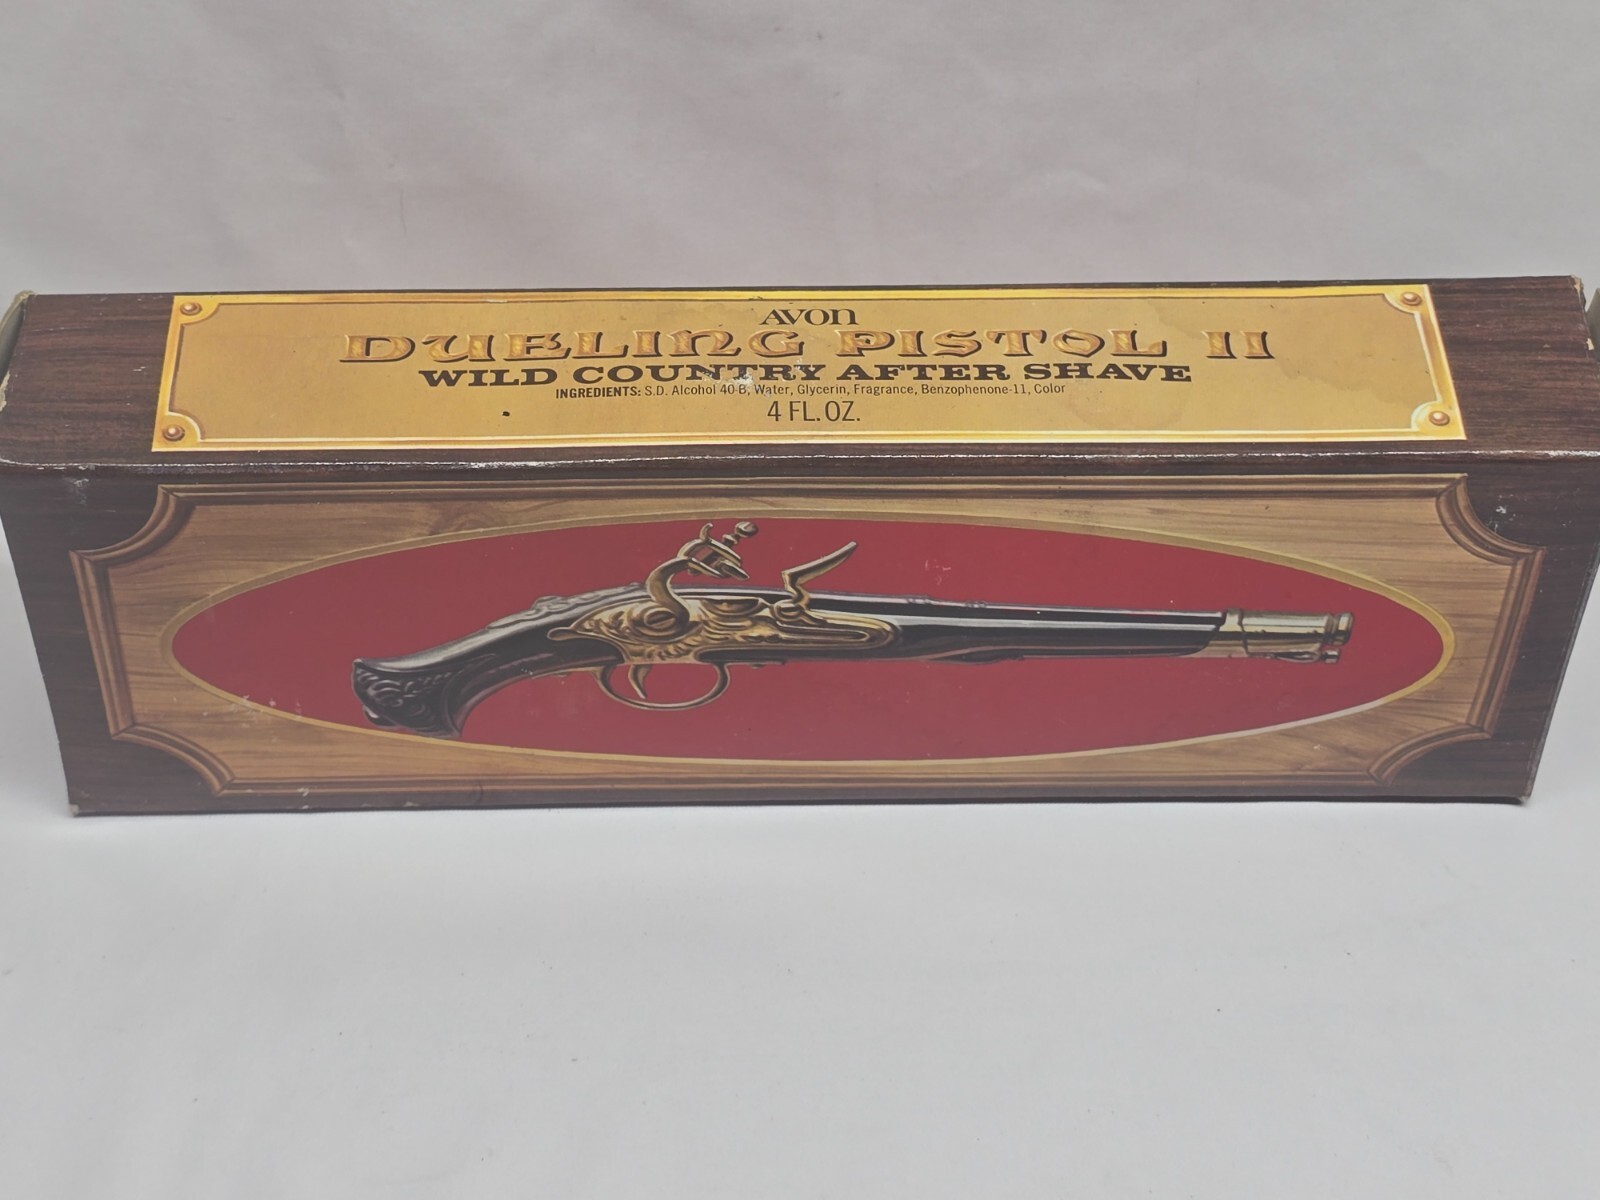 AVON
DUELING PISTOL II
WILD COUNTRY AFTER SHAVE
INGREDIENTS: S.D. Alcohol 40-B, Water, Glycerin, Fragrance, Benzophenone-11, Color
4 FL. OZ.